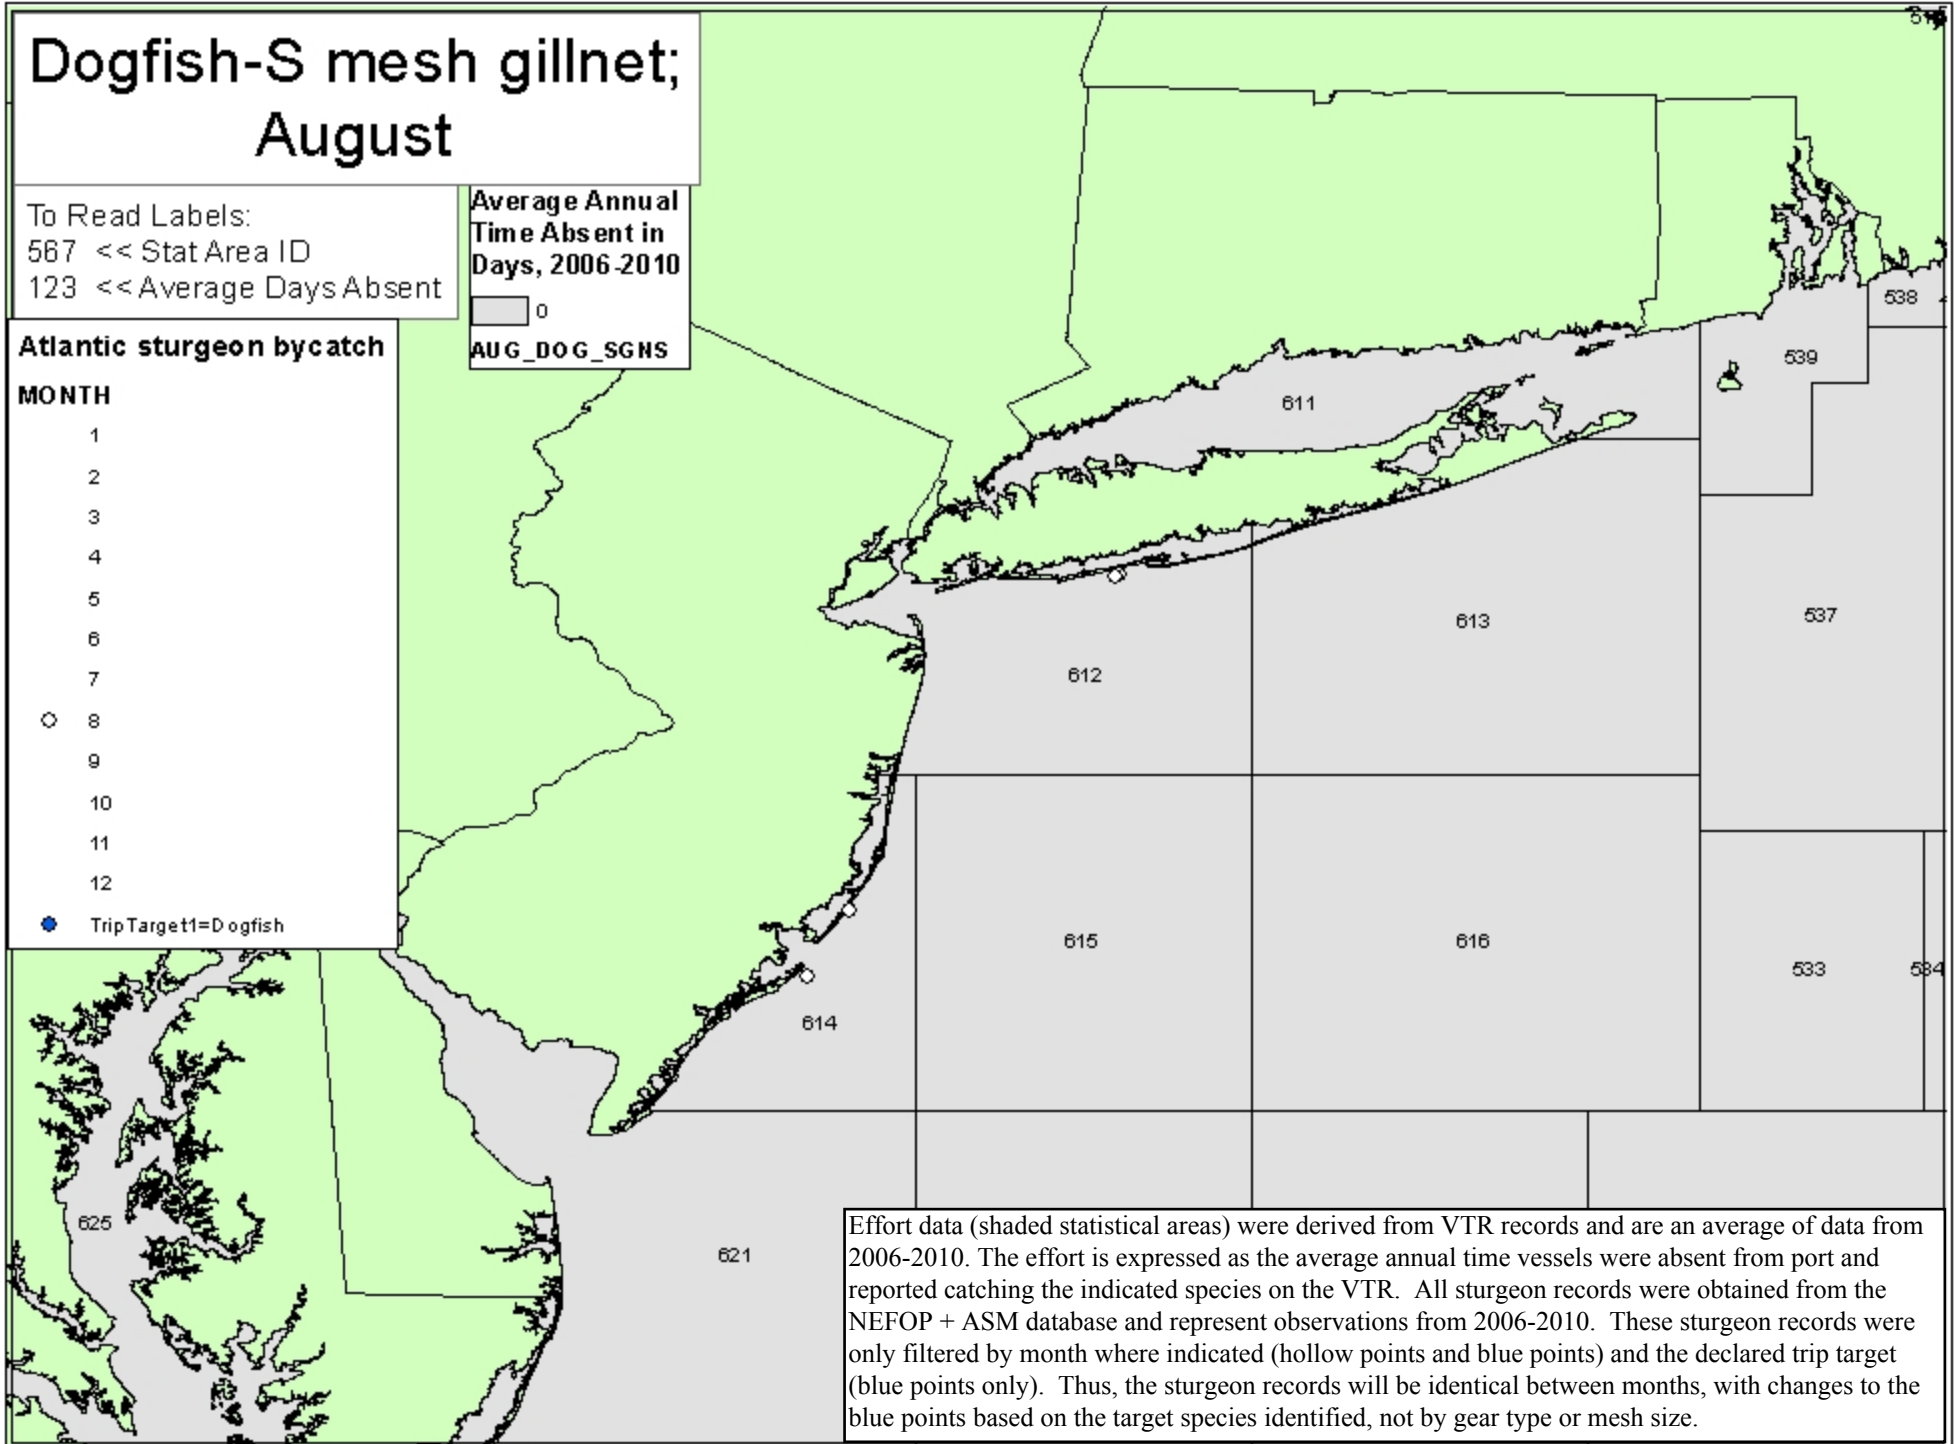 Dogfish-S mesh gillnet;
August
To Read Labels:
567 << Stat Area ID
123 << Average Days Absent
Average Annual
Time Absent in
Days, 2006-2010
0
AUG_DOG_SGNS
Atlantic sturgeon bycatch
MONTH
1
2
3
4
5
6
7
8
9
10
11
12
TripTarget1=Dogfish
538
539
611
613
537
612
615
616
533
534
614
625
621
Effort data (shaded statistical areas) were derived from VTR records and are an average of data from
2006-2010. The effort is expressed as the average annual time vessels were absent from port and
reported catching the indicated species on the VTR.  All sturgeon records were obtained from the
NEFOP + ASM database and represent observations from 2006-2010.  These sturgeon records were
only filtered by month where indicated (hollow points and blue points) and the declared trip target
(blue points only).  Thus, the sturgeon records will be identical between months, with changes to the
blue points based on the target species identified, not by gear type or mesh size.